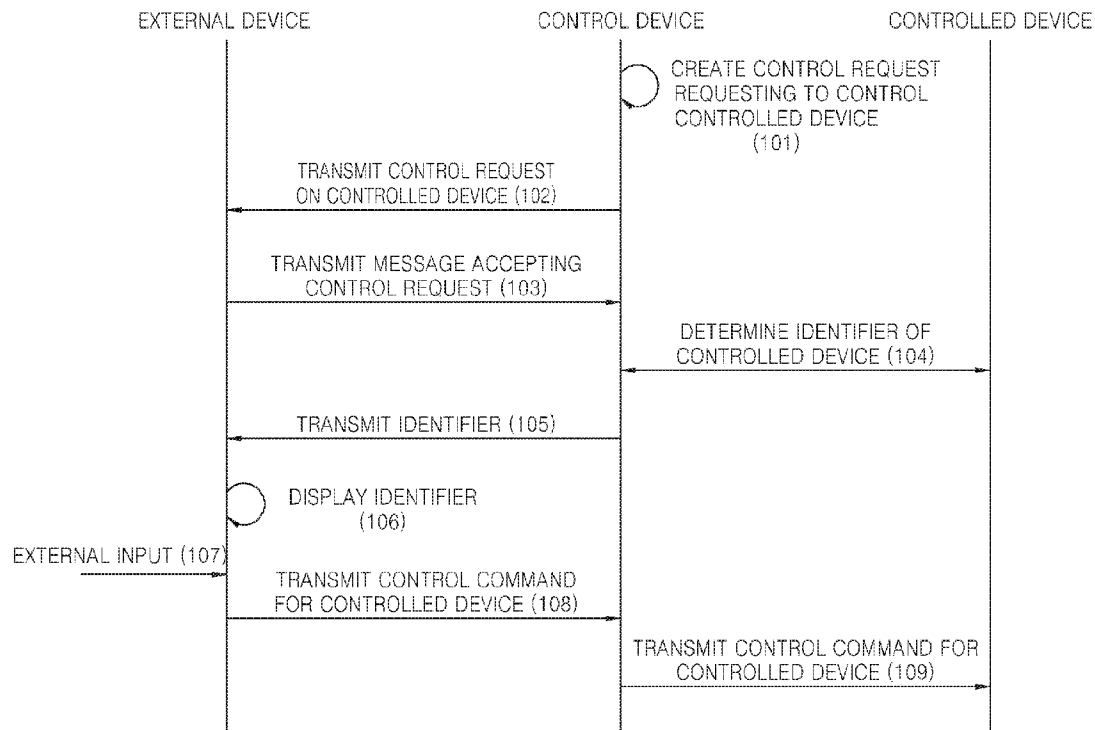 EXTERNAL DEVICE
CONTROL DEVICE
CONTROLLED DEVICE
CREATE CONTROL REQUEST
REQUESTING TO CONTROL
CONTROLLED DEVICE
(101)
TRANSMIT CONTROL REQUEST
ON CONTROLLED DEVICE (102)
TRANSMIT MESSAGE ACCEPTING
CONTROL REQUEST (103)
DETERMINE IDENTIFIER OF
CONTROLLED DEVICE (104)
TRANSMIT IDENTIFIER (105)
DISPLAY IDENTIFIER
(106)
EXTERNAL INPUT (107)
TRANSMIT CONTROL COMMAND
FOR CONTROLLED DEVICE (108)
TRANSMIT CONTROL COMMAND FOR
CONTROLLED DEVICE (109)